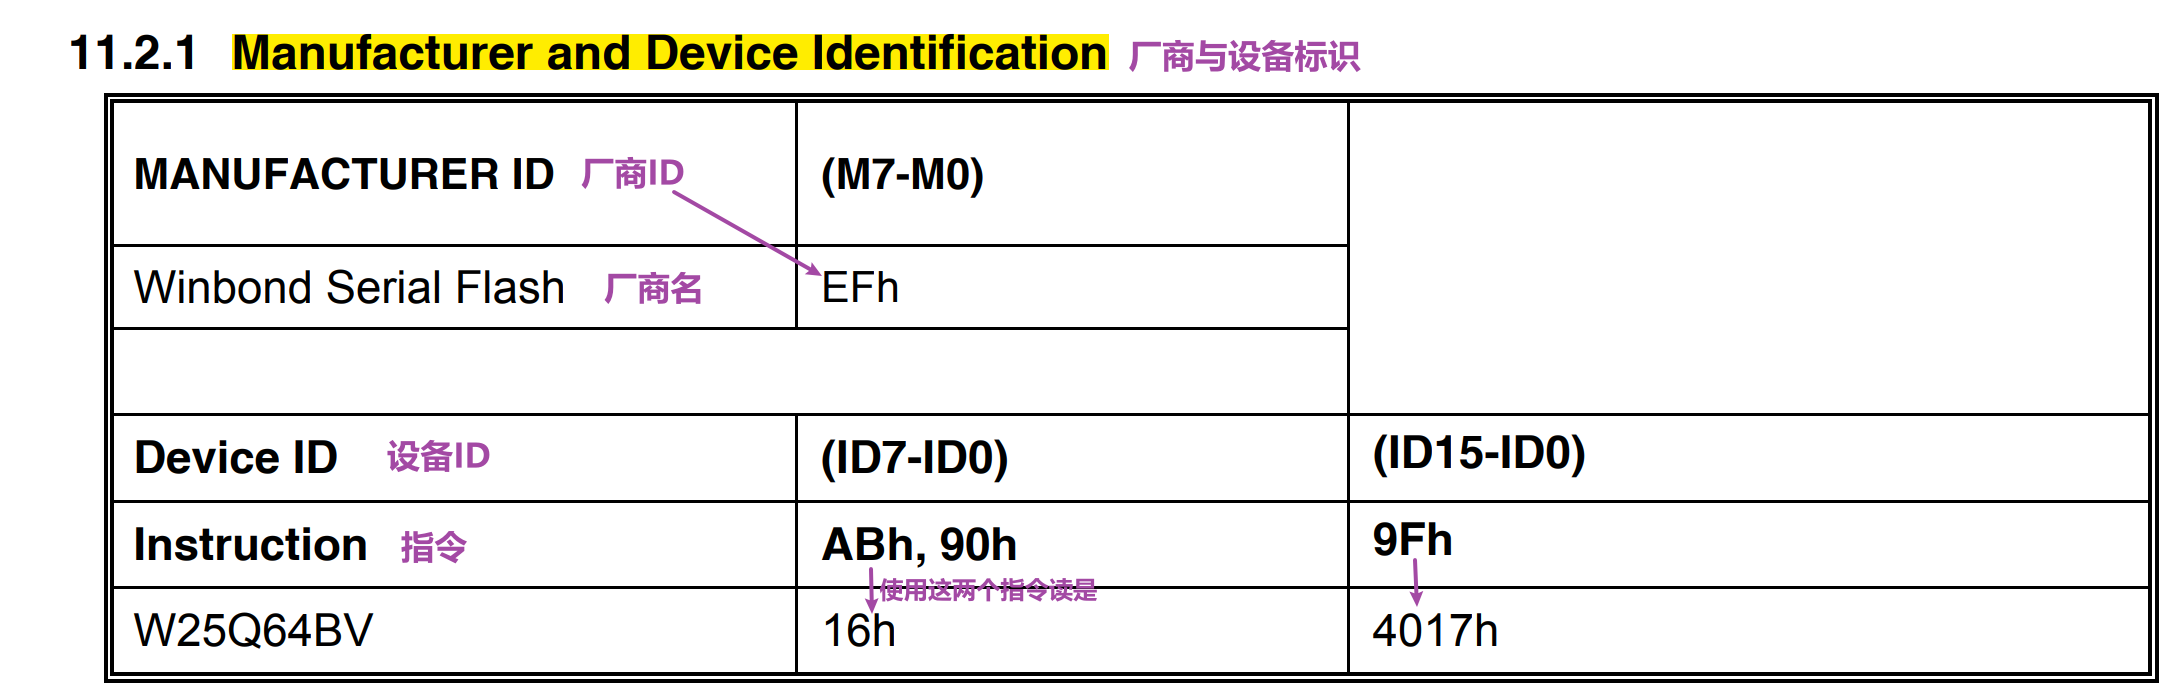 11.2.1 Manufacturer and Device Identification 厂商与设备标识
MANUFACTURER ID 厂商ID (M7-M0)
Winbond Serial Flash 厂商名 EFh
Device ID 设备ID (ID7-ID0) (ID15-ID0)
Instruction 指令 ABh, 90h 9Fh
使用这两个指令读是
W25Q64BV 16h 4017h